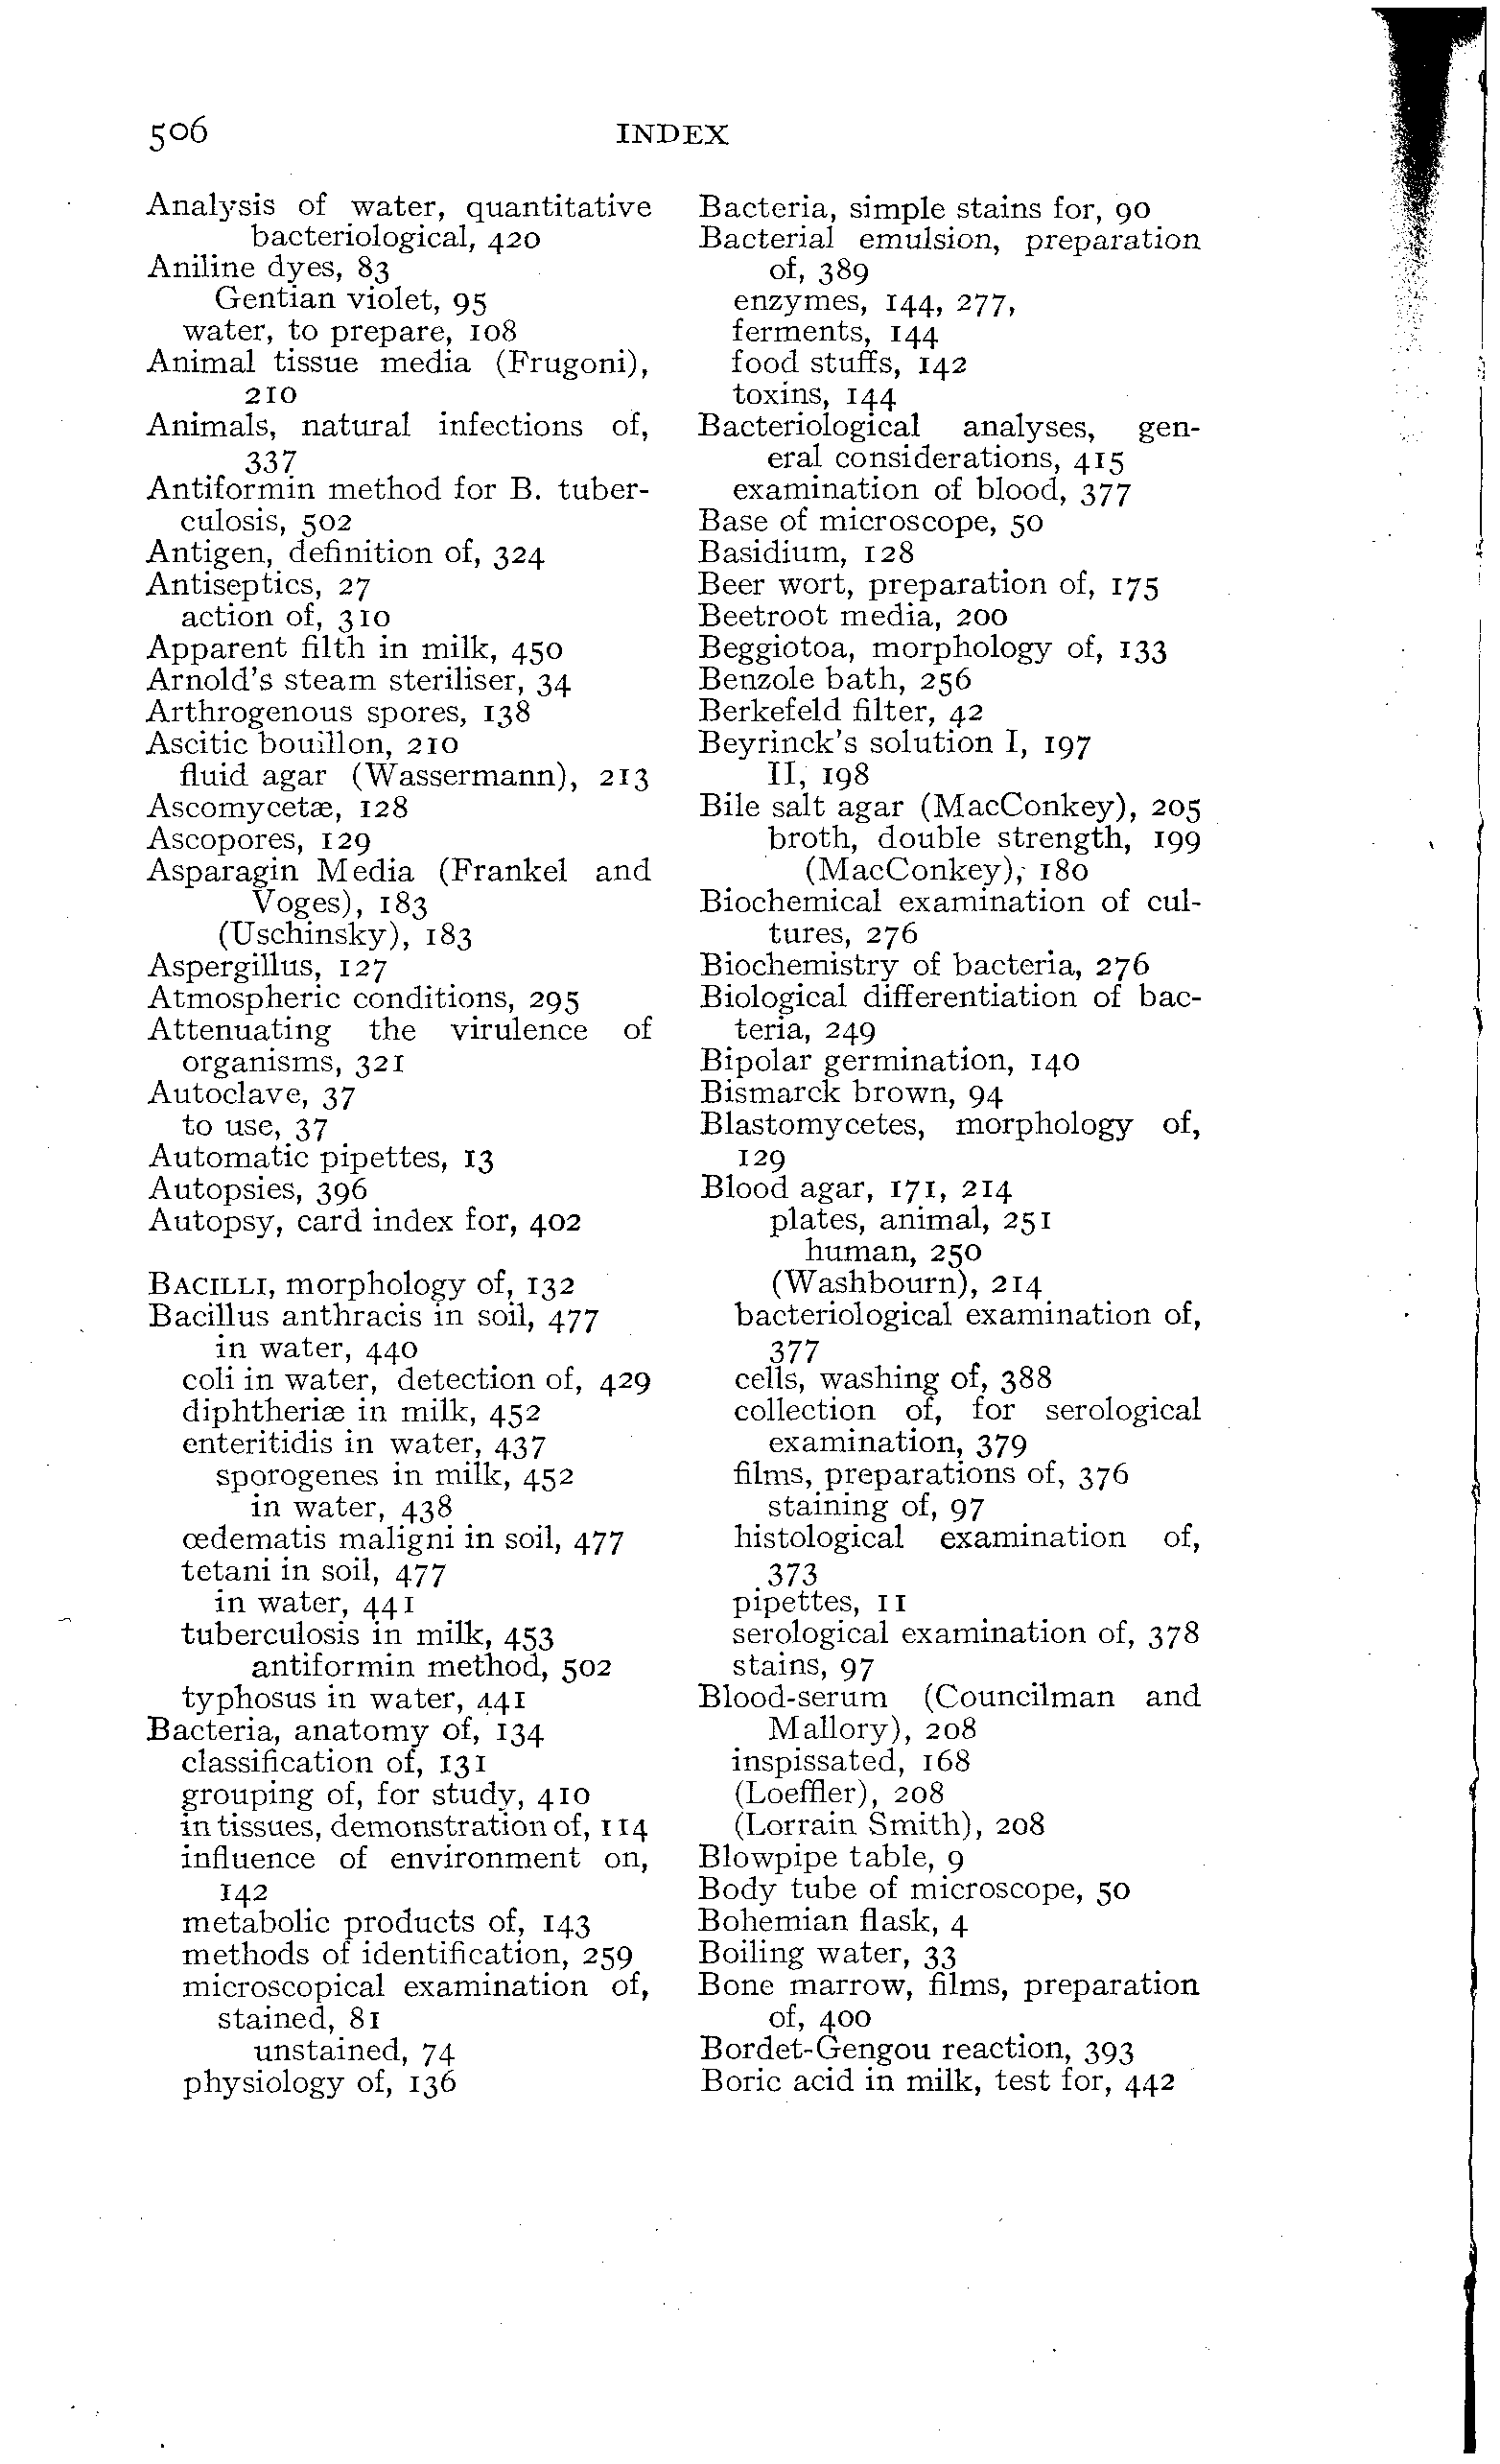 506
INDEX
Analysis of water, quantitative
bacteriological, 420
Aniline dyes, 83
Gentian violet, 95
water, to prepare, 108
Animal tissue media (Frugoni),
210
Animals, natural infections of,
337
Antiformin method for B. tuber-
culosis, 502
Antigen, definition of, 324
Antiseptics, 27
action of, 310
Apparent filth in milk, 450
Arnold's steam steriliser, 34
Arthrogenous spores, 138
Ascitic bouillon, 210
fluid agar (Wassermann), 213
Ascomycetæ, 128
Ascopores, 129
Asparagin Media (Frankel and
Voges), 183
(Uschinsky), 183
Aspergillus, 127
Atmospheric conditions, 295
Attenuating the virulence of
organisms, 321
Autoclave, 37
to use, 37
Automatic pipettes, 13
Autopsies, 396
Autopsy, card index for, 402
BACILLI, morphology of, 132
Bacillus anthracis in soil, 477
in water, 440
coli in water, detection of, 429
diphtheriæ in milk, 452
enteritidis in water, 437
sporogenes in milk, 452
in water, 438
œdematis maligni in soil, 477
tetani in soil, 477
in water, 441
tuberculosis in milk, 453
antiformin method, 502
typhosus in water, 441
Bacteria, anatomy of, 134
classification of, 131
grouping of, for study, 410
in tissues, demonstration of, 114
influence of environment on,
142
metabolic products of, 143
methods of identification, 259
microscopical examination of,
stained, 81
unstained, 74
physiology of, 136
Bacteria, simple stains for, 90
Bacterial emulsion, preparation
of, 389
enzymes, 144, 277,
ferments, 144
food stuffs, 142
toxins, 144
Bacteriological analyses, gen-
eral considerations, 415
examination of blood, 377
Base of microscope, 50
Basidium, 128
Beer wort, preparation of, 175
Beetroot media, 200
Beggiotoa, morphology of, 133
Benzole bath, 256
Berkefeld filter, 42
Beyrinck's solution I, 197
II, 198
Bile salt agar (MacConkey), 205
broth, double strength, 199
(MacConkey), 180
Biochemical examination of cul-
tures, 276
Biochemistry of bacteria, 276
Biological differentiation of bac-
teria, 249
Bipolar germination, 140
Bismarck brown, 94
Blastomycetes, morphology of,
129
Blood agar, 171, 214
plates, animal, 251
human, 250
(Washbourn), 214
bacteriological examination of,
377
cells, washing of, 388
collection of, for serological
examination, 379
films, preparations of, 376
staining of, 97
histological examination of,
373
pipettes, 11
serological examination of, 378
stains, 97
Blood-serum (Councilman and
Mallory), 208
inspissated, 168
(Loeffler), 208
(Lorrain Smith), 208
Blowpipe table, 9
Body tube of microscope, 50
Bohemian flask, 4
Boiling water, 33
Bone marrow, films, preparation
of, 400
Bordet-Gengou reaction, 393
Boric acid in milk, test for, 442